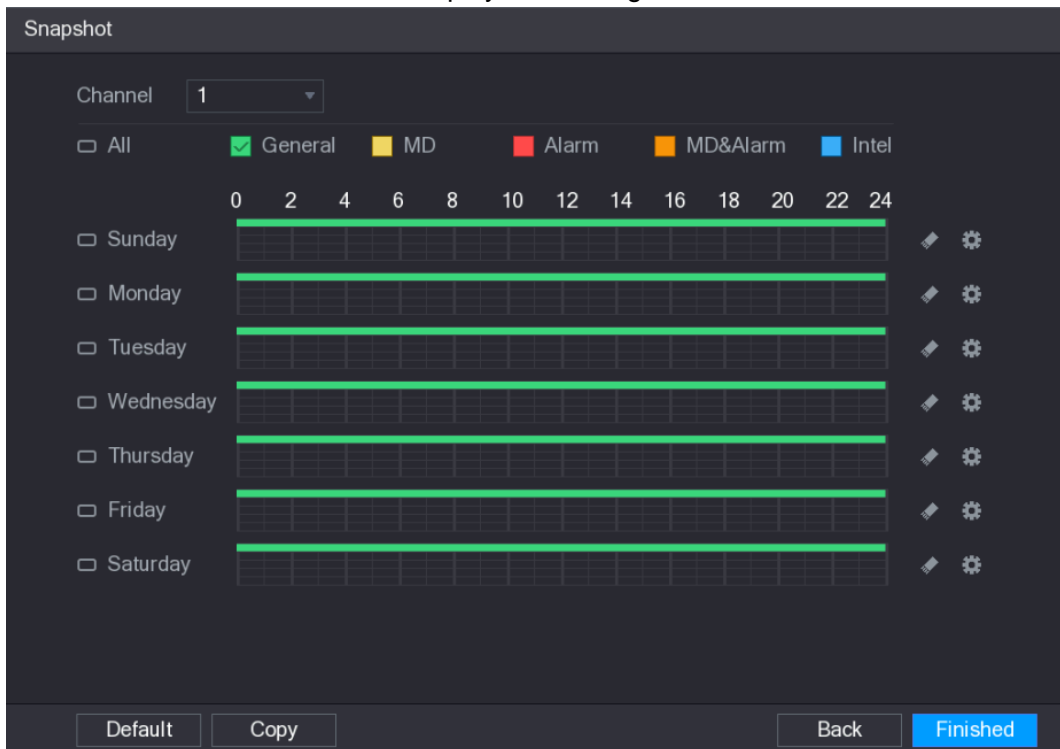 Snapshot
Channel 1
All General MD Alarm MD&Alarm Intel
0 2 4 6 8 10 12 14 16 18 20 22 24
Sunday
Monday
Tuesday
Wednesday
Thursday
Friday
Saturday
Default Copy Back Finished